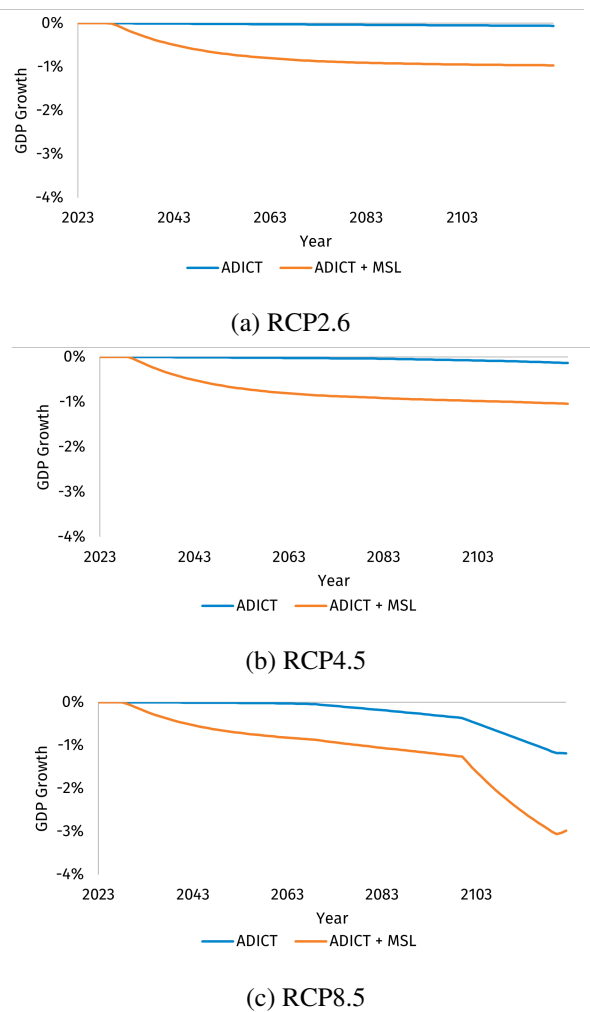 0%
-1%
-2%
-3%
-4%
GDP Growth
2023 2043 2063 2083 2103
Year
ADICT ADICT + MSL
(a) RCP2.6
0%
-1%
-2%
-3%
-4%
GDP Growth
2023 2043 2063 2083 2103
Year
ADICT ADICT + MSL
(b) RCP4.5
0%
-1%
-2%
-3%
-4%
GDP Growth
2023 2043 2063 2083 2103
Year
ADICT ADICT + MSL
(c) RCP8.5